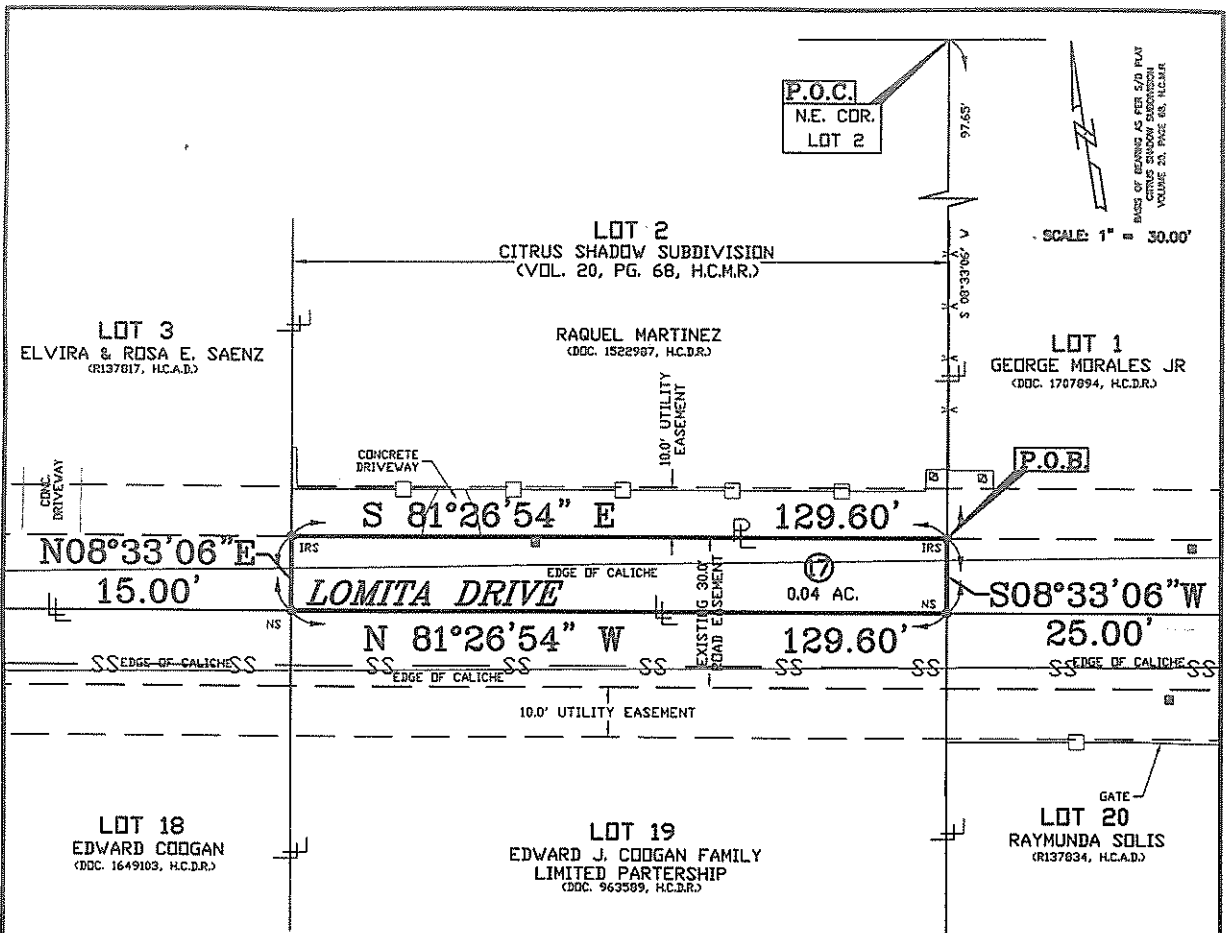 P.O.C.
N.E. COR.
LOT 2
97.65'
BASIS OF BEARING AS PER S/D PLAT
CITRUS SHADOW SUBDIVISION
VOLUME 20, PAGE 68, H.C.M.R
SCALE: 1" = 30.00'
LOT 2
CITRUS SHADOW SUBDIVISION
(VOL. 20, PG. 68, H.C.M.R.)
S 08°33'06" W
LOT 3
ELVIRA & ROSA E. SAENZ
(R137817, H.C.A.D.)
RAQUEL MARTINEZ
(DOC. 1522987, H.C.D.R.)
LOT 1
GEORGE MORALES JR
(DOC. 1707894, H.C.D.R.)
10.0' UTILITY
EASEMENT
CONC.
DRIVEWAY
CONCRETE
DRIVEWAY
P.O.B.
S 81°26'54" E 129.60'
N08°33'06"E
15.00'
IRS
IRS
EDGE OF CALICHE
17
0.04 AC.
LOMITA DRIVE
EXISTING 30.0'
ROAD EASEMENT
NS
NS
S08°33'06"W
25.00'
N 81°26'54" W 129.60'
SS EDGE OF CALICHE SS SS SS SS SS SS SS EDGE OF CALICHE SS
EDGE OF CALICHE
10.0' UTILITY EASEMENT
GATE
LOT 18
EDWARD COOGAN
(DOC. 1649103, H.C.D.R.)
LOT 19
EDWARD J. COOGAN FAMILY
LIMITED PARTERSHIP
(DOC. 963589, H.C.D.R.)
LOT 20
RAYMUNDA SOLIS
(R137834, H.C.A.D.)